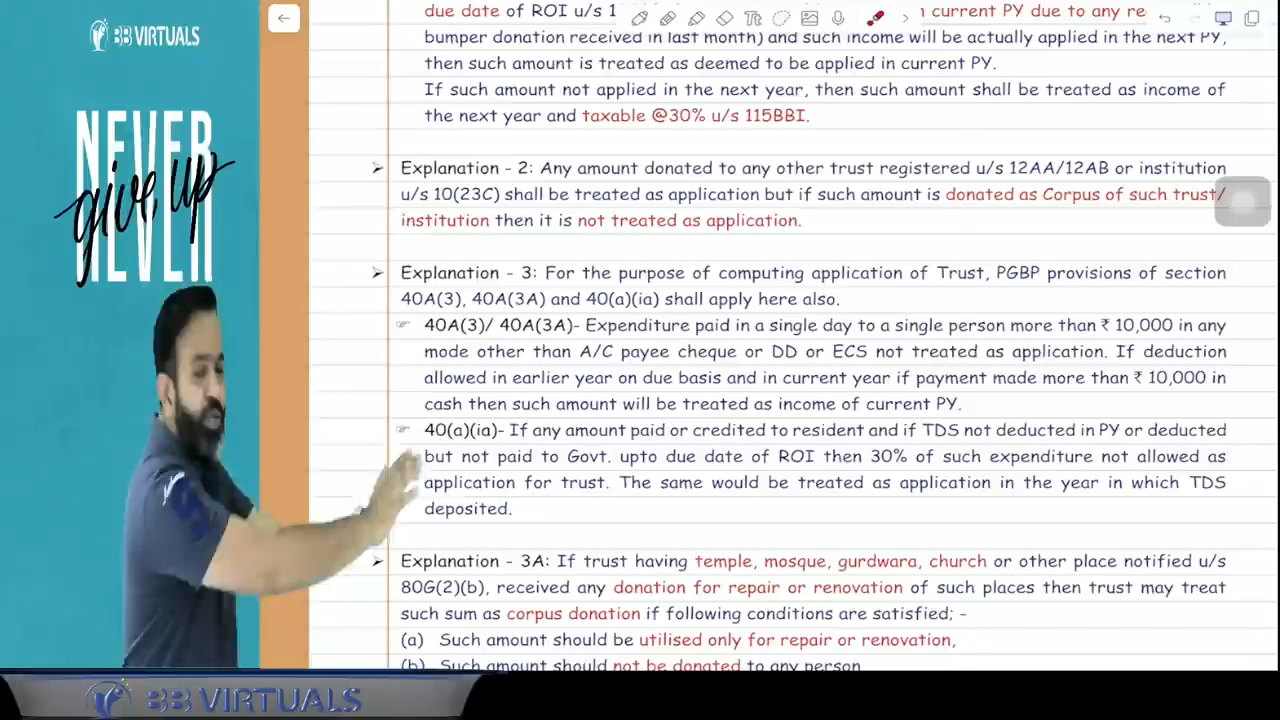 BB VIRTUALS
NEVER
give up
NEVER
due date of ROI u/s 1 current PY due to any re
bumper donation received in last month) and such income will be actually applied in the next PY,
then such amount is treated as deemed to be applied in current PY.
If such amount not applied in the next year, then such amount shall be treated as income of
the next year and taxable @30% u/s 115BBI.
➢ Explanation - 2: Any amount donated to any other trust registered u/s 12AA/12AB or institution
u/s 10(23C) shall be treated as application but if such amount is donated as Corpus of such trust/
institution then it is not treated as application.
➢ Explanation - 3: For the purpose of computing application of Trust, PGBP provisions of section
40A(3), 40A(3A) and 40(a)(ia) shall apply here also.
☞ 40A(3)/ 40A(3A)- Expenditure paid in a single day to a single person more than ₹ 10,000 in any
mode other than A/C payee cheque or DD or ECS not treated as application. If deduction
allowed in earlier year on due basis and in current year if payment made more than ₹ 10,000 in
cash then such amount will be treated as income of current PY.
☞ 40(a)(ia)- If any amount paid or credited to resident and if TDS not deducted in PY or deducted
but not paid to Govt. upto due date of ROI then 30% of such expenditure not allowed as
application for trust. The same would be treated as application in the year in which TDS
deposited.
➢ Explanation - 3A: If trust having temple, mosque, gurdwara, church or other place notified u/s
80G(2)(b), received any donation for repair or renovation of such places then trust may treat
such sum as corpus donation if following conditions are satisfied; -
(a) Such amount should be utilised only for repair or renovation,
(b) Such amount should not be donated to any person
BB VIRTUALS